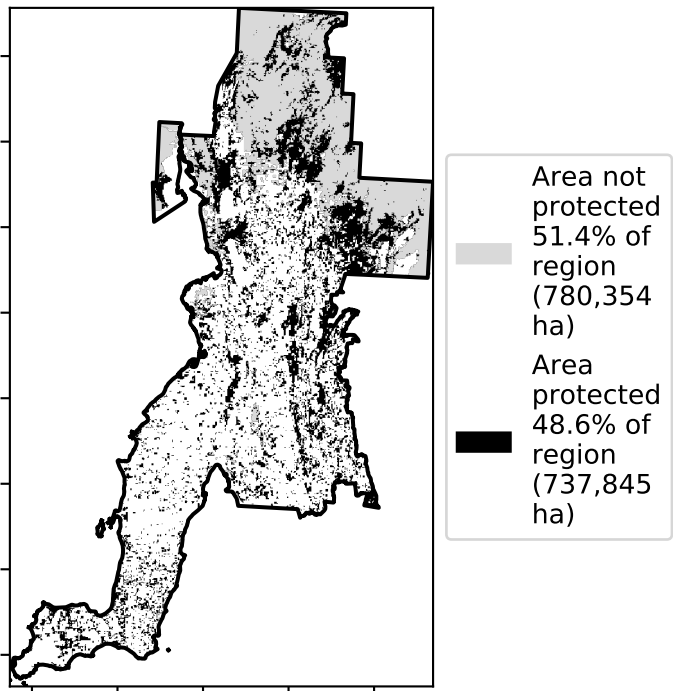 Area not
protected
51.4% of
region
(780,354
ha)
Area
protected
48.6% of
region
(737,845
ha)